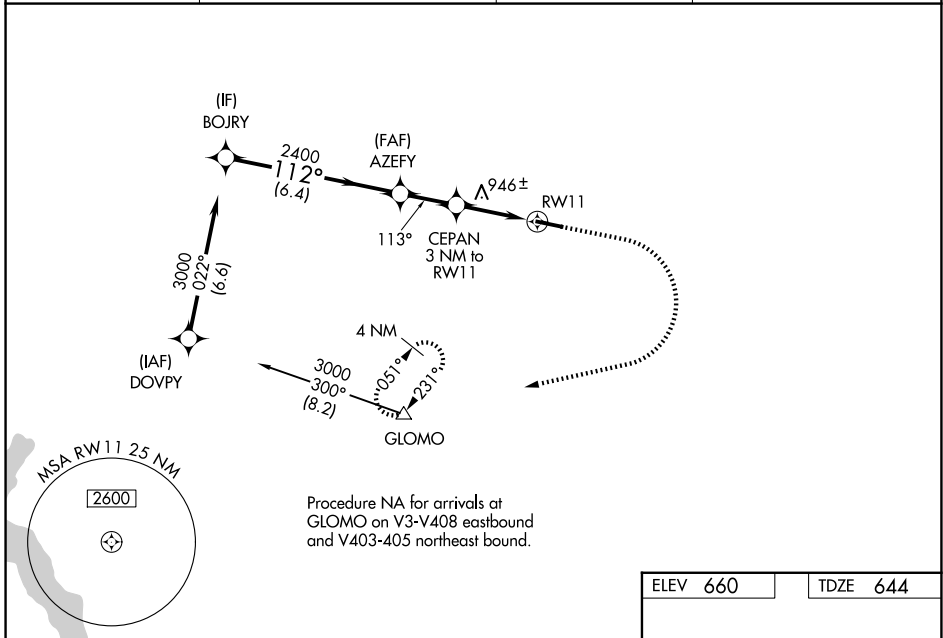 (IF)
BOJRY
2400
112°
(6.4)
(FAF)
AZEFY
946±
RW11
113°
CEPAN
3 NM to
RW11
3000
022°
(6.6)
(IAF)
DOVPY
4 NM
051°
231°
3000
300°
(8.2)
GLOMO
MSA RW11 25 NM
2600
Procedure NA for arrivals at
GLOMO on V3-V408 eastbound
and V403-405 northeast bound.
ELEV 660
TDZE 644